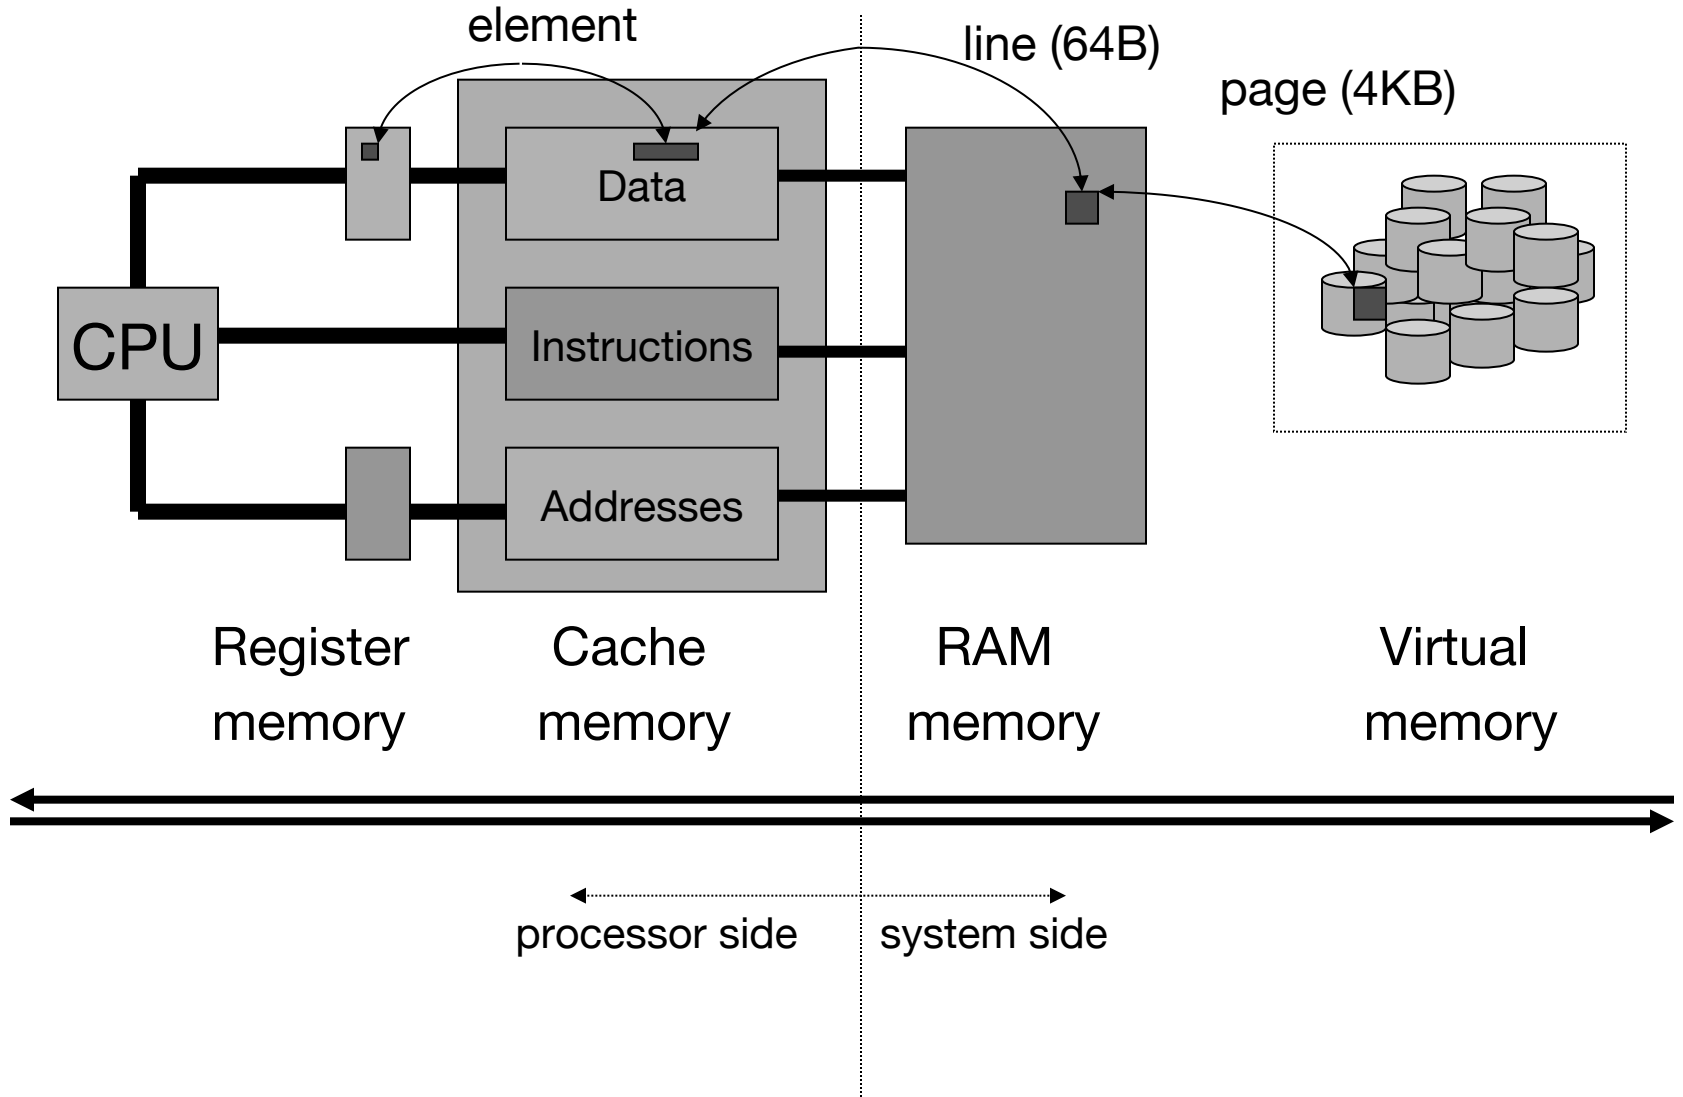 element
line (64B)
page (4KB)
Data
CPU
Instructions
Addresses
Register
memory
Cache
memory
RAM
memory
Virtual
memory
processor side
system side